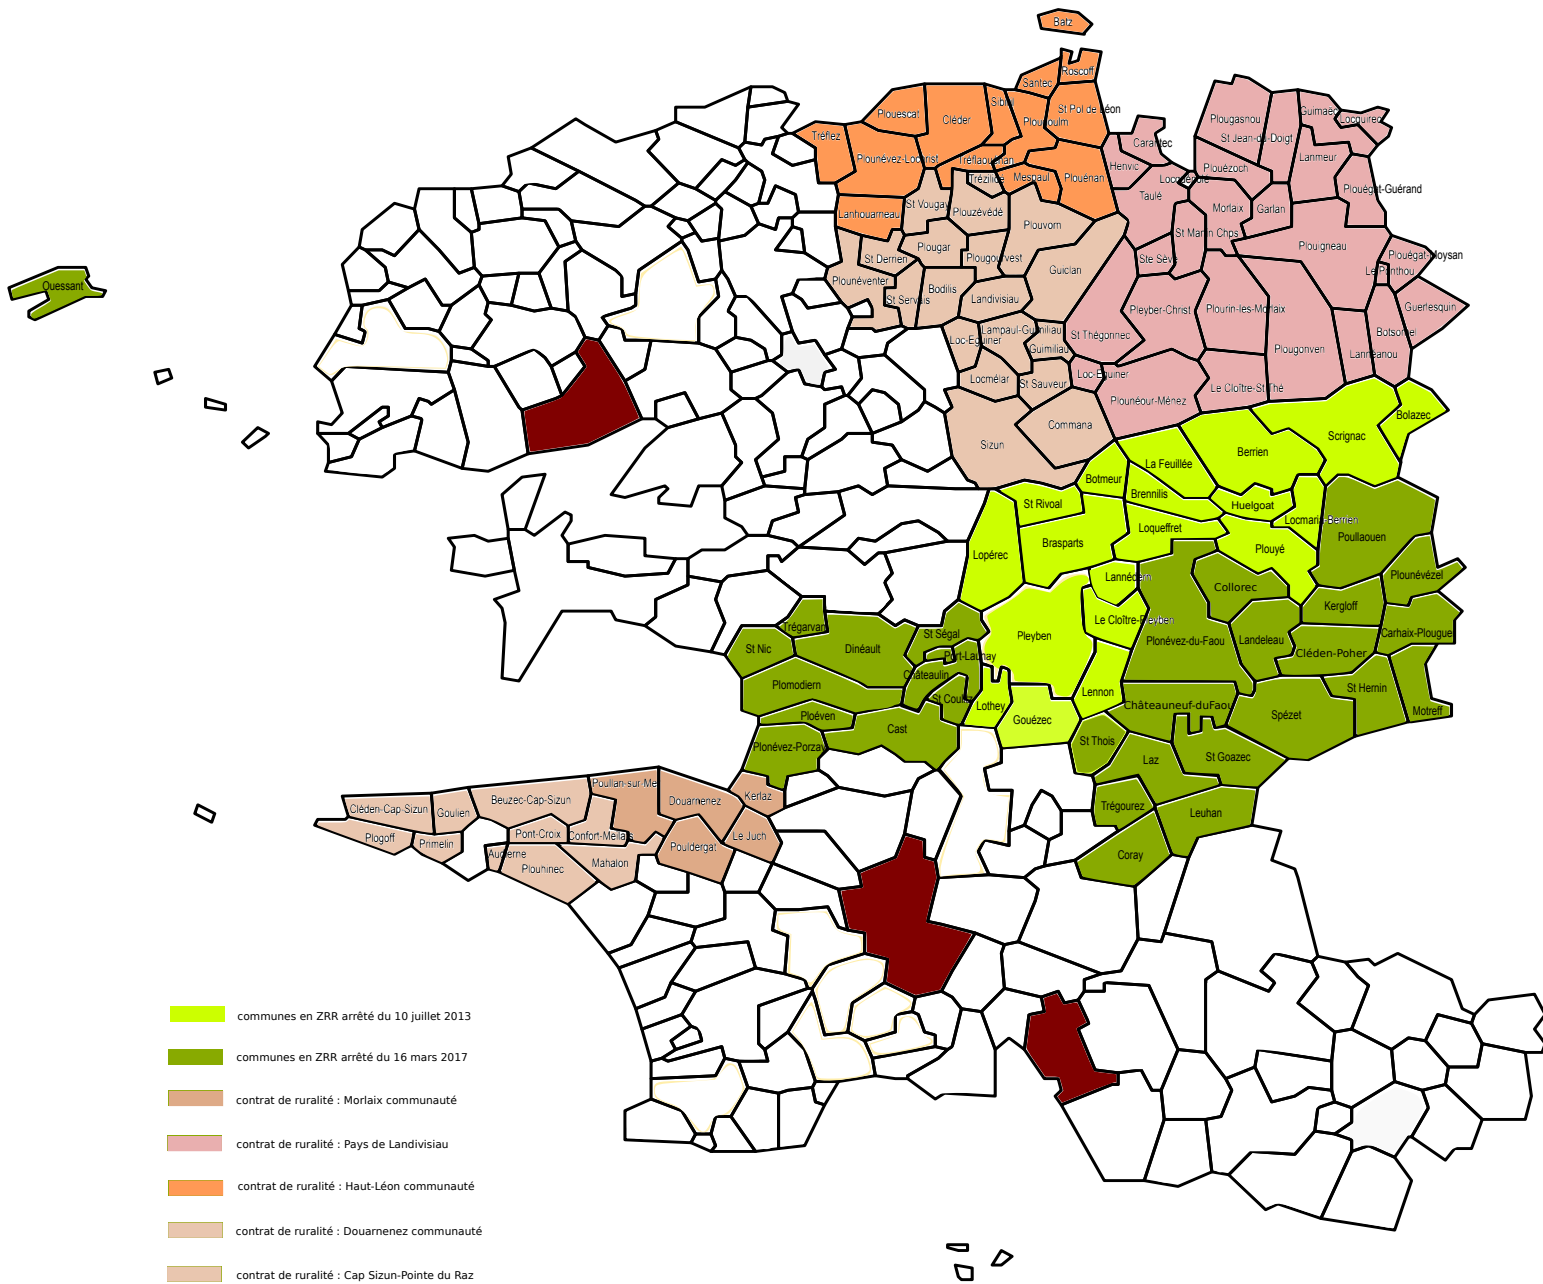 Batz
Roscoff
Santec
Plouescat
Cléder
Sibiril
St Pol de Léon
Plougoulm
Tréflez
Plounévez-Lochrist
Tréflaouénan
Trézilidé
Mespaul
Plouénan
Lanhouarneau
Plougasnou
Guimaec
Locquirec
St Jean-du-Doigt
Carantec
Henvic
Lanmeur
Plouézoch
Locquénolé
Taulé
Plouégat-Guérand
Morlaix
Garlan
St Martin Chps
Plouigneau
Ste Sève
Plouégat-Moysan
Le Ponthou
Guerlesquin
Pleyber-Christ
Plourin-les-Morlaix
Botsorhel
St Thégonnec
Plougonven
Lannéanou
Loc-Eguiner
Le Cloître-St Thé
Plounéour-Ménez
St Vougay
Plouzévédé
Plouvorn
Plougar
St Derrien
Plougourvest
Guiclan
Plounéventer
Bodilis
St Servais
Landivisiau
Lampaul-Guimiliau
Loc-Eguiner
Guimiliau
Locmélar
St Sauveur
Commana
Sizun
Ouessant
Bolazec
Scrignac
Berrien
La Feuillée
Botmeur
Brennilis
Huelgoat
St Rivoal
Locmaria-Berrien
Poullaouen
Loqueffret
Brasparts
Plouyé
Lopérec
Lannédern
Plounévézel
Collorec
Kergloff
Le Cloître-Pleyben
Pleyben
Plonévez-du-Faou
Landeleau
Carhaix-Plouguer
Cléden-Poher
Trégarvan
St Ségal
St Nic
Dinéault
Port-Launay
Châteaulin
Plomodiern
St Coulitz
Lothey
Lennon
Gouézec
Châteauneuf-duFaou
St Hernin
Spézet
Motreff
Ploéven
Cast
Plonévez-Porzay
St Thois
Laz
St Goazec
Trégourez
Leuhan
Coray
Poullan-sur-Mer
Douarnenez
Kerlaz
Beuzec-Cap-Sizun
Cléden-Cap-Sizun
Goulien
Plogoff
Primelin
Pont-Croix
Confort-Meilars
Le Juch
Pouldergat
Audierne
Mahalon
Plouhinec
communes en ZRR arrêté du 10 juillet 2013
communes en ZRR arrêté du 16 mars 2017
contrat de ruralité : Morlaix communauté
contrat de ruralité : Pays de Landivisiau
contrat de ruralité : Haut-Léon communauté
contrat de ruralité : Douarnenez communauté
contrat de ruralité : Cap Sizun-Pointe du Raz